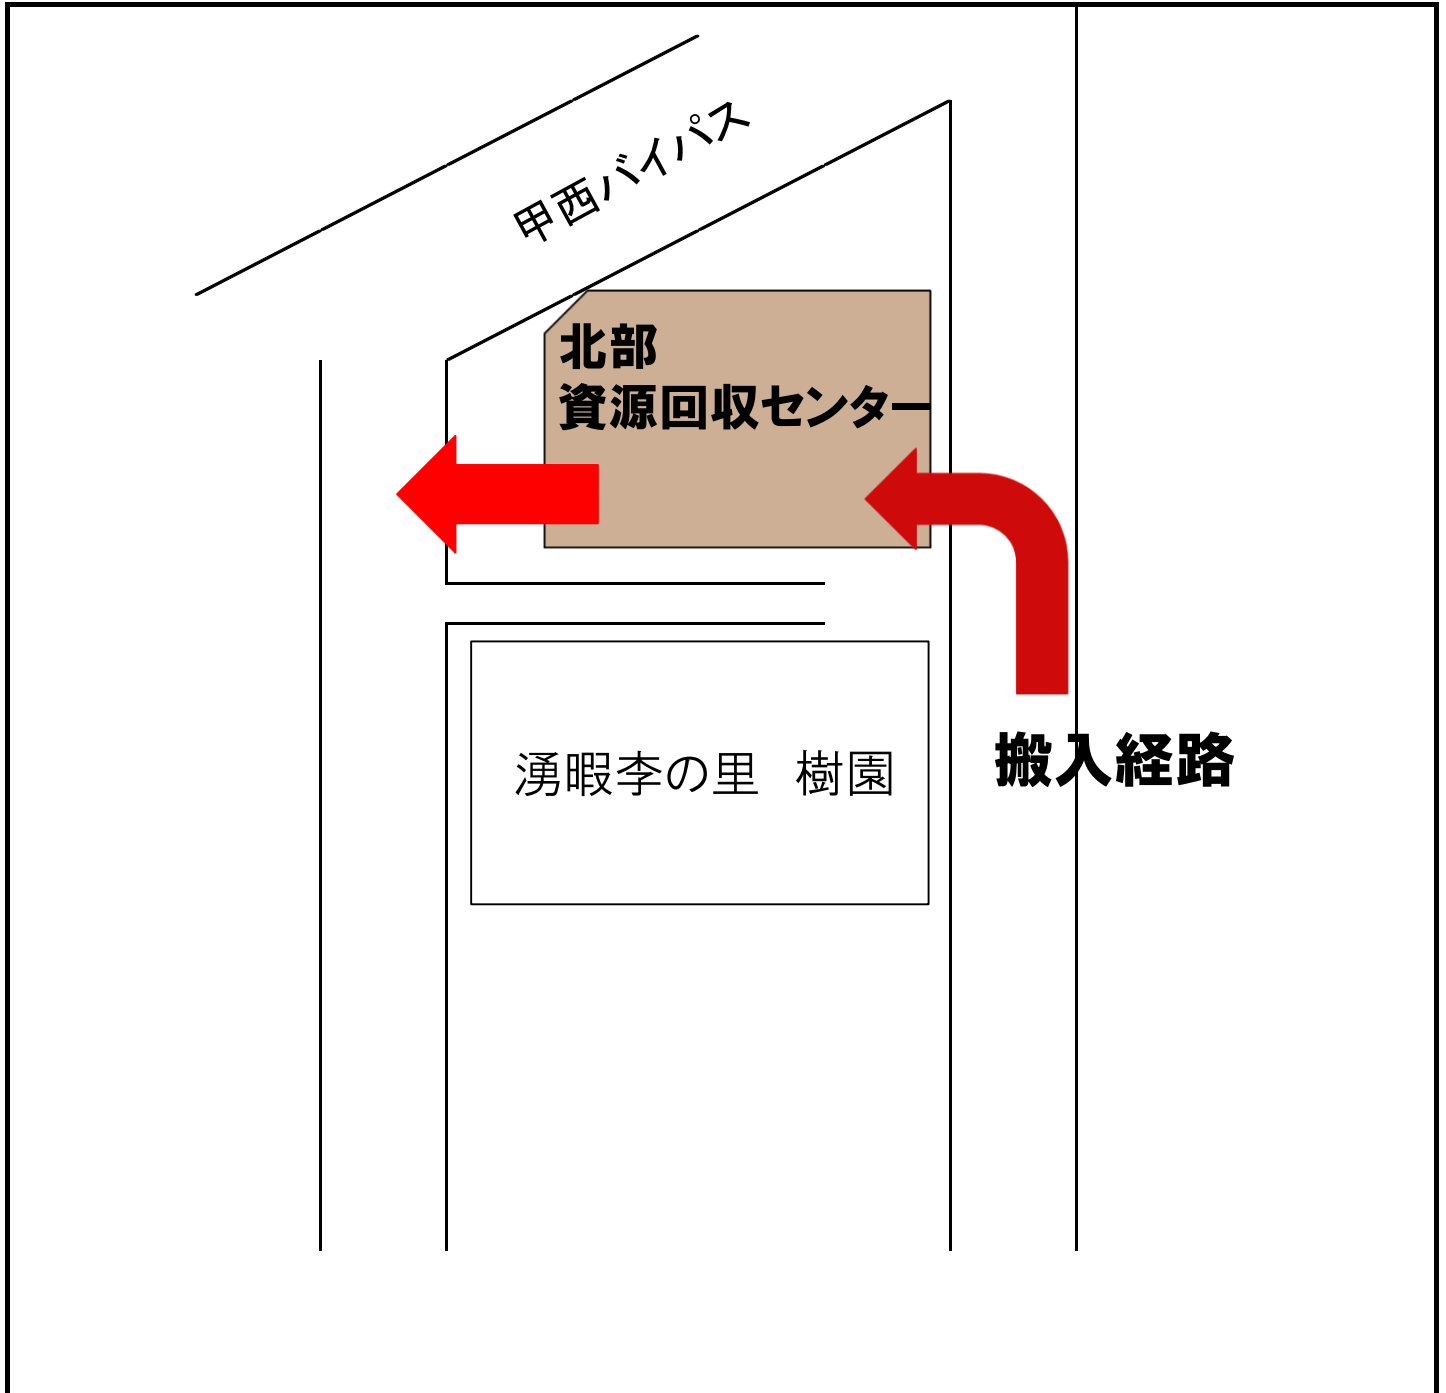 甲西バイパス
北部
資源回収センター
湧暇李の里　樹園
搬入経路